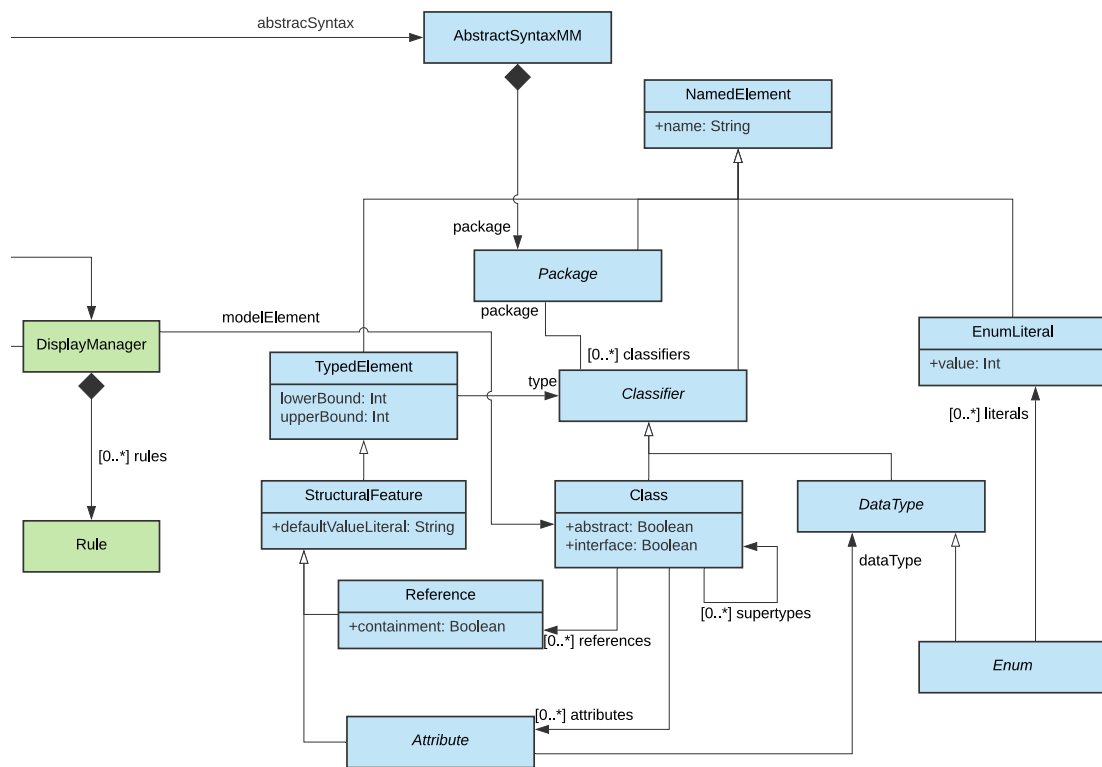 abstracSyntax
AbstractSyntaxMM
NamedElement
+name: String
package
Package
package
modelElement
DisplayManager
[0..*] classifiers
EnumLiteral
+value: Int
TypedElement
lowerBound: Int
upperBound: Int
type
Classifier
[0..*] literals
[0..*] rules
StructuralFeature
+defaultValueLiteral: String
Class
+abstract: Boolean
+interface: Boolean
DataType
dataType
Rule
Reference
+containment: Boolean
[0..*] references
[0..*] supertypes
Enum
[0..*] attributes
Attribute